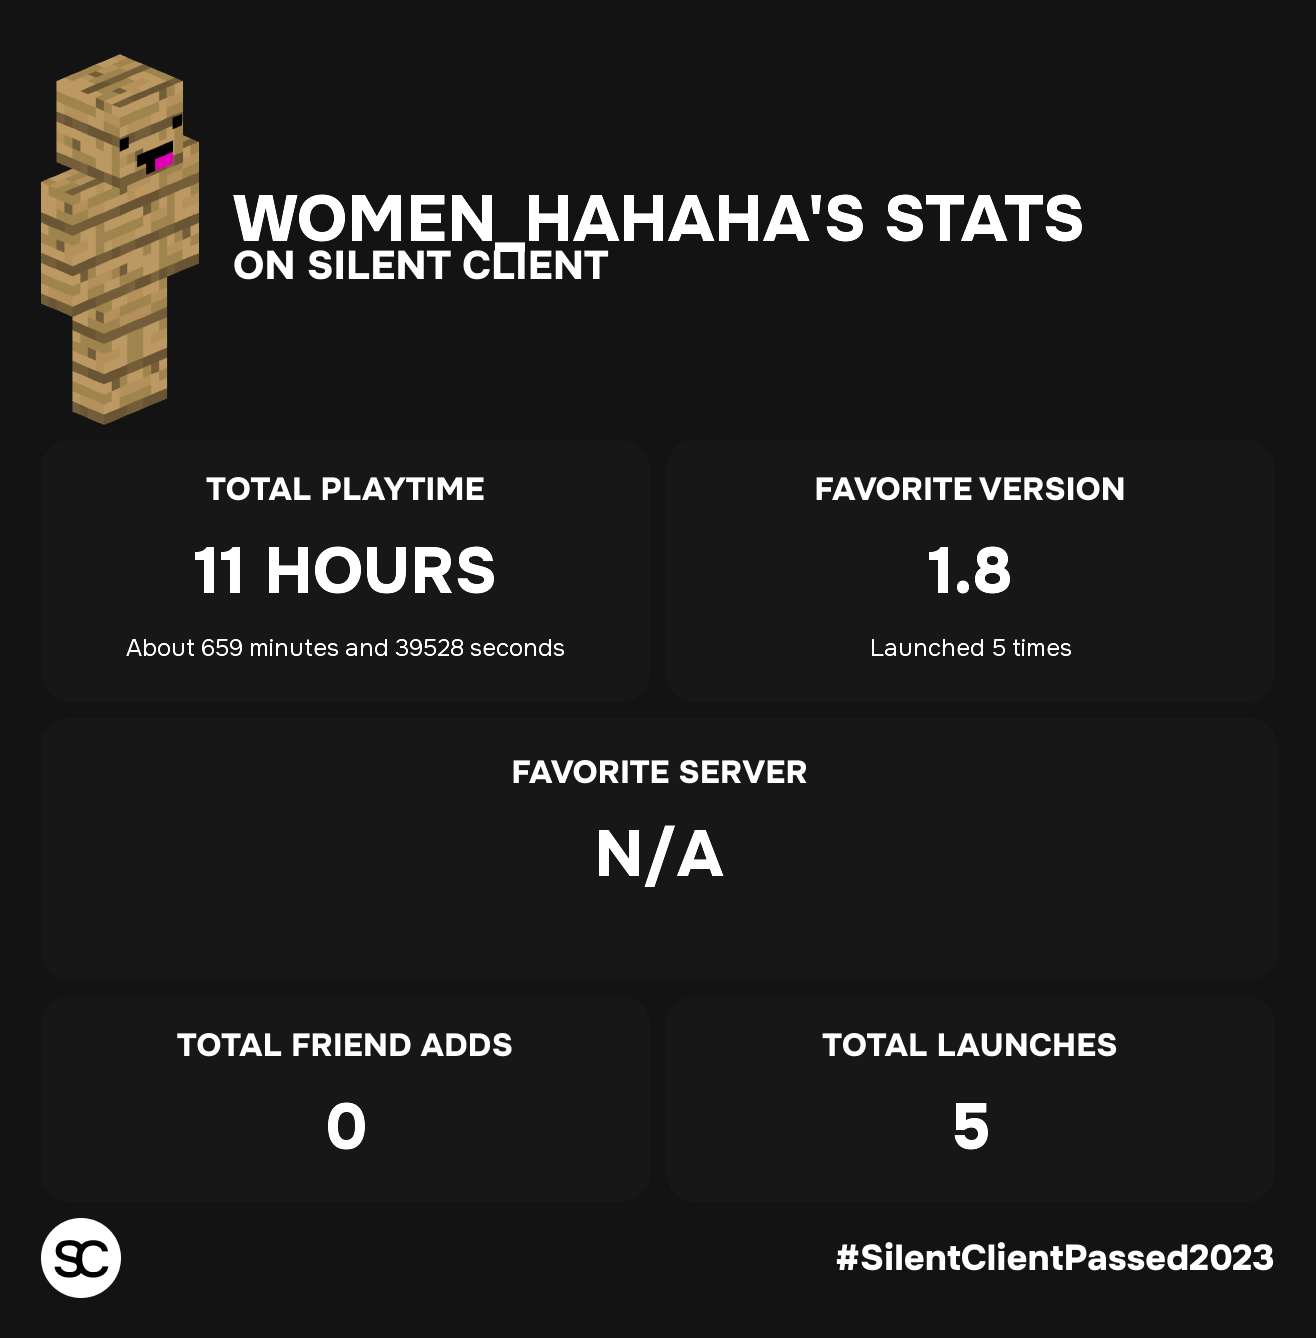 WOMEN_HAHAHA'S STATS
ON SILENT CLIENT
TOTAL PLAYTIME
11 HOURS
About 659 minutes and 39528 seconds
FAVORITE VERSION
1.8
Launched 5 times
FAVORITE SERVER
N/A
TOTAL FRIEND ADDS
0
TOTAL LAUNCHES
5
SC
#SilentClientPassed2023